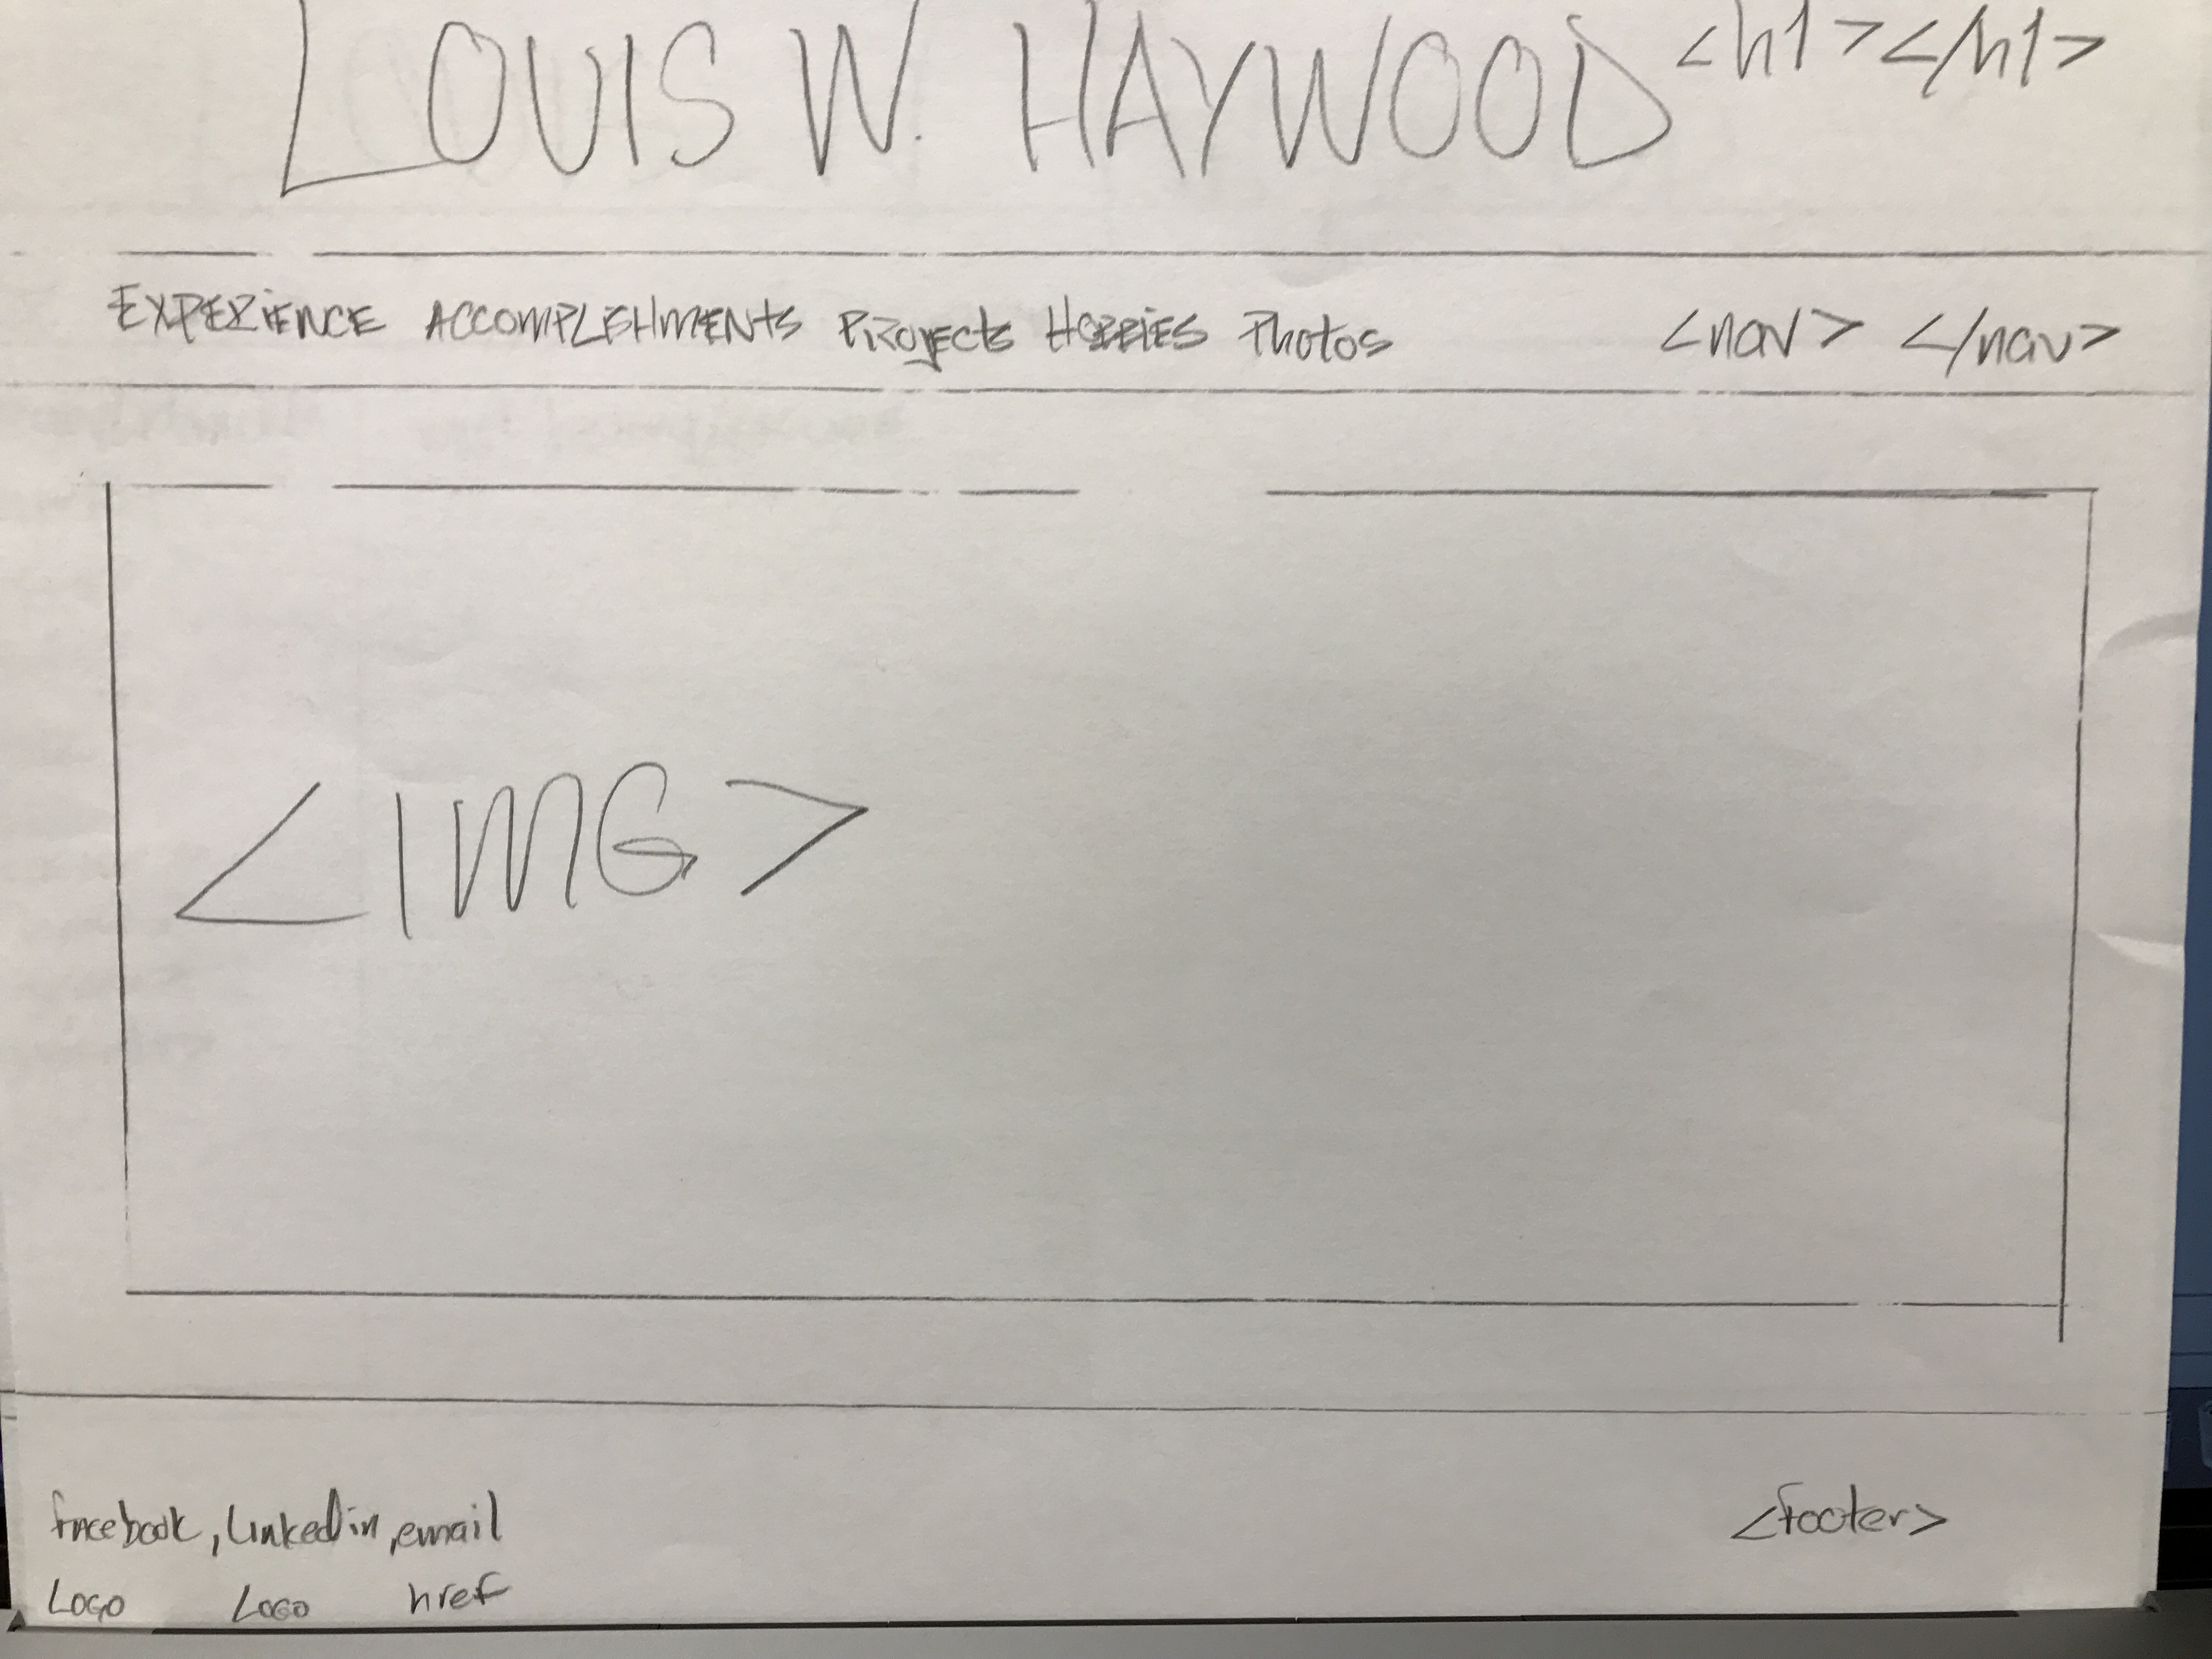 LOUIS W. HAYWOOD <h1></h1>
EXPERIENCE ACCOMPLISHMENTS PROJECTS HOBBIES Photos <nav> </nav>
<IMG>
facebook, Linkedin, email <footer>
LOGO LOGO href